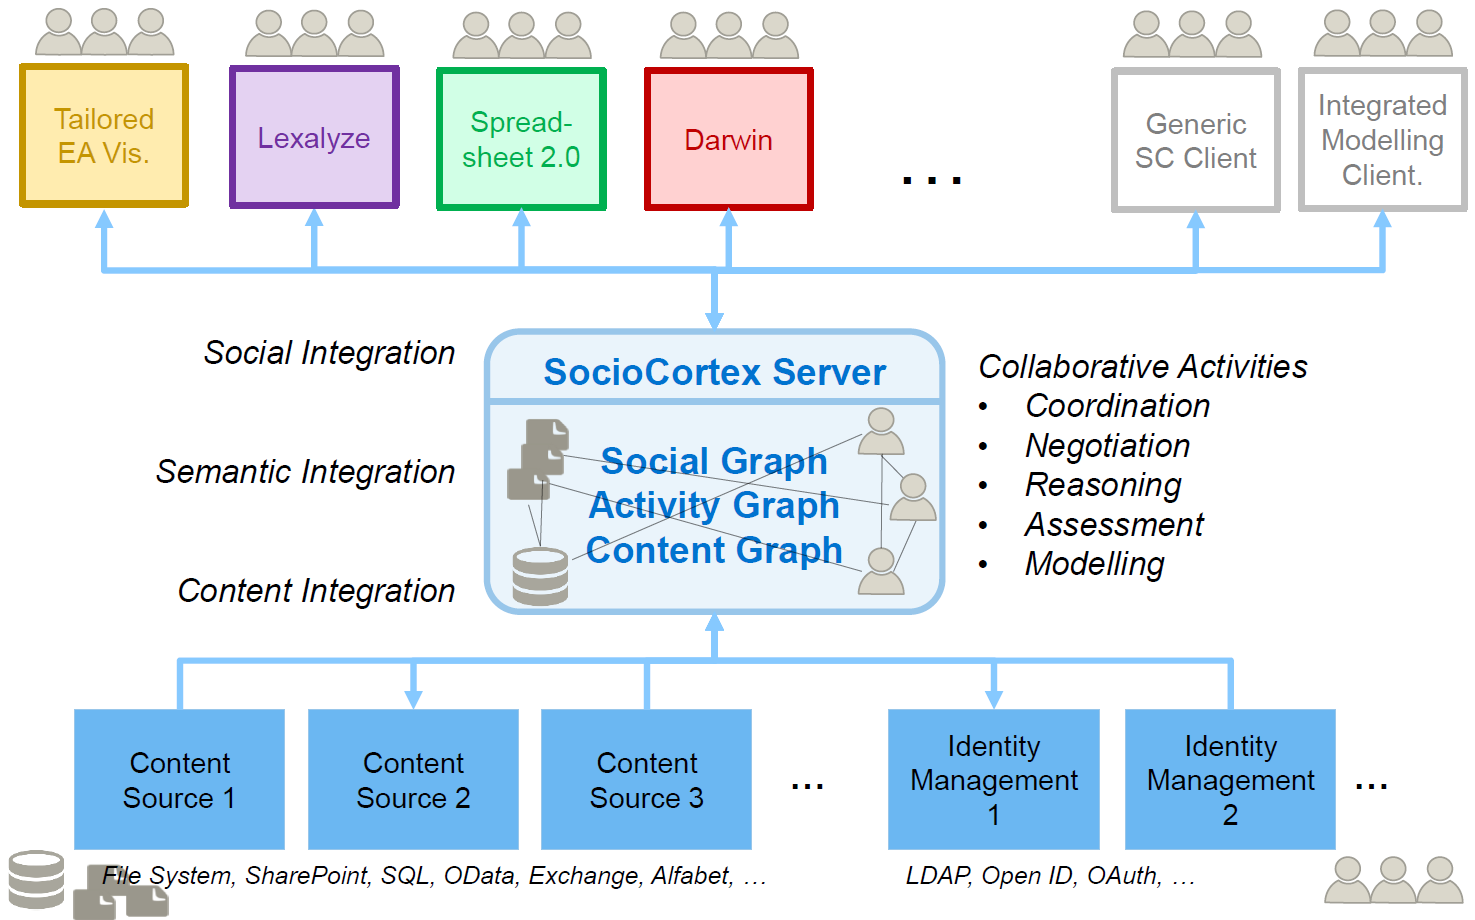 Tailored
EA Vis.
Lexalyze
Spread-
sheet 2.0
Darwin
...
Generic
SC Client
Integrated
Modelling
Client.
Social Integration
Semantic Integration
Content Integration
SocioCortex Server
Social Graph
Activity Graph
Content Graph
Collaborative Activities
• Coordination
• Negotiation
• Reasoning
• Assessment
• Modelling
Content
Source 1
Content
Source 2
Content
Source 3
...
Identity
Management
1
Identity
Management
2
...
File System, SharePoint, SQL, OData, Exchange, Alfabet, …
LDAP, Open ID, OAuth, …